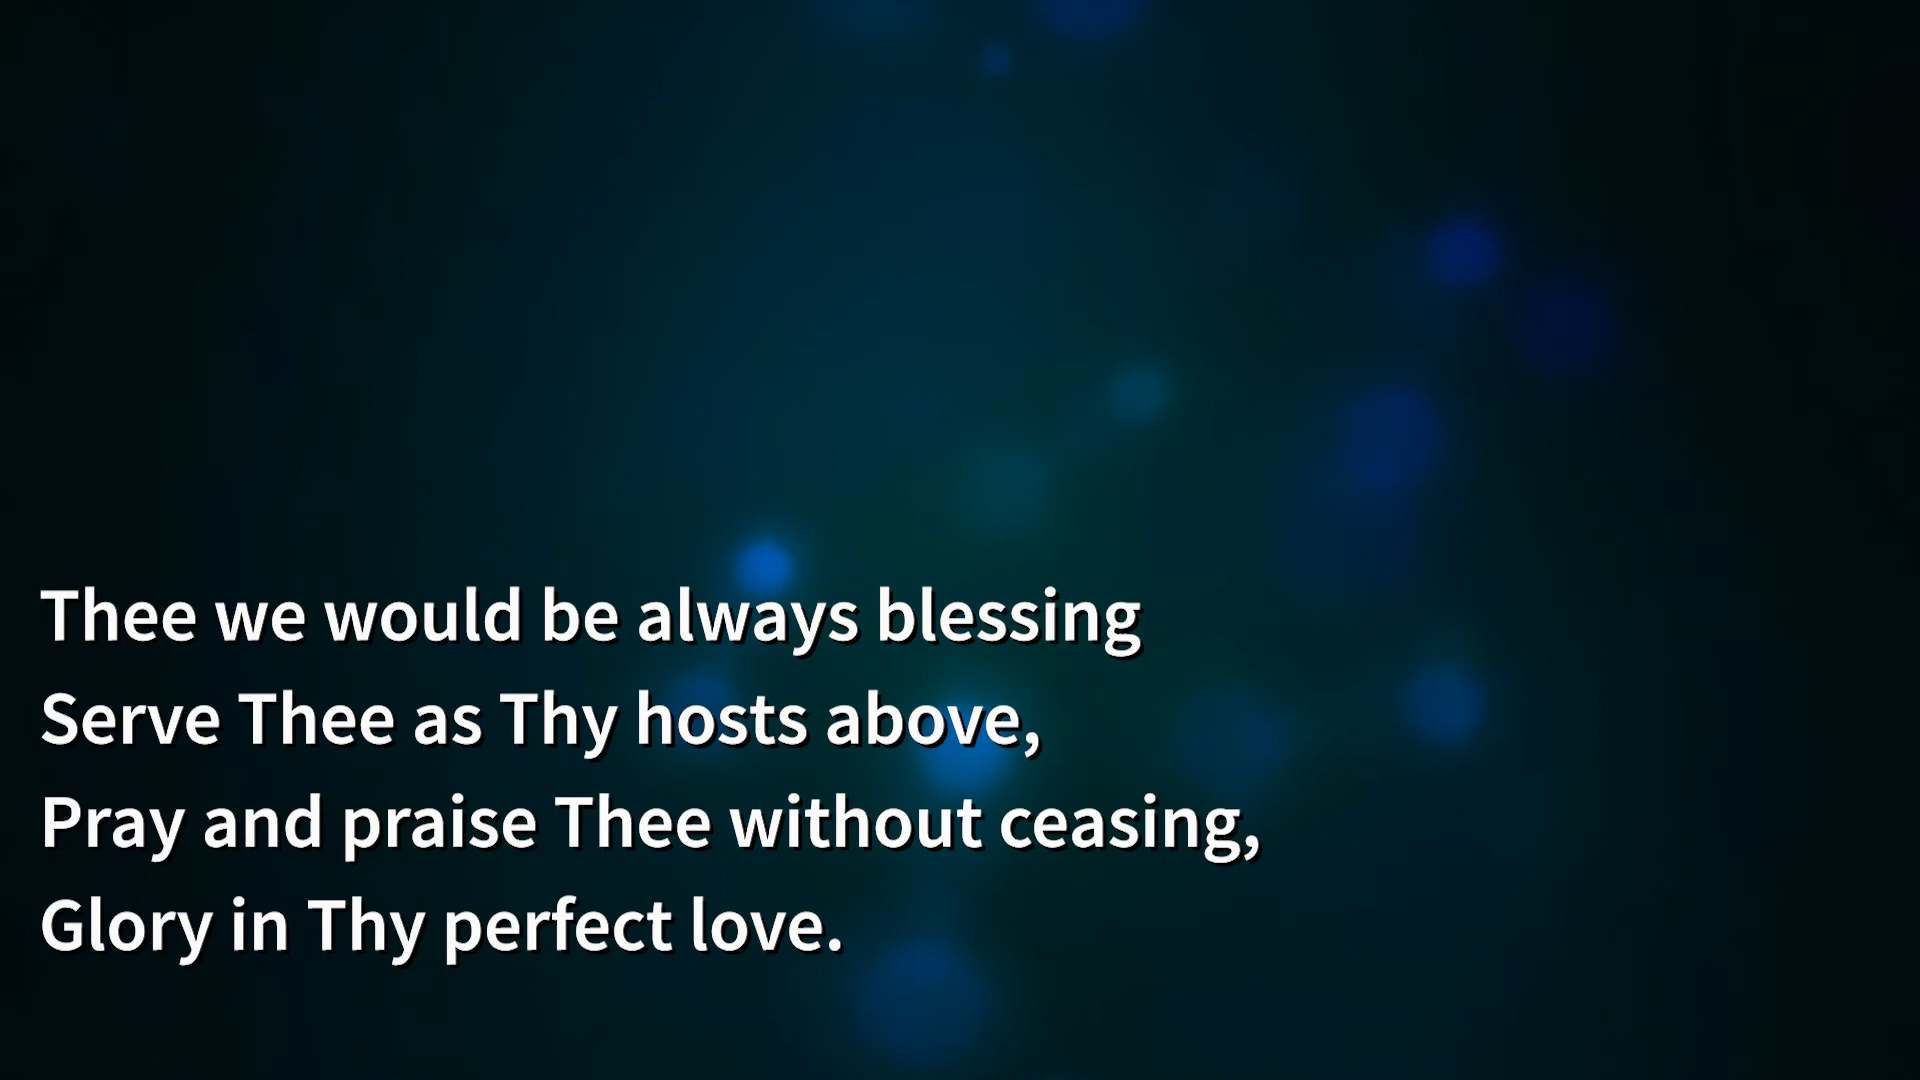 Thee we would be always blessing
Serve Thee as Thy hosts above,
Pray and praise Thee without ceasing,
Glory in Thy perfect love.